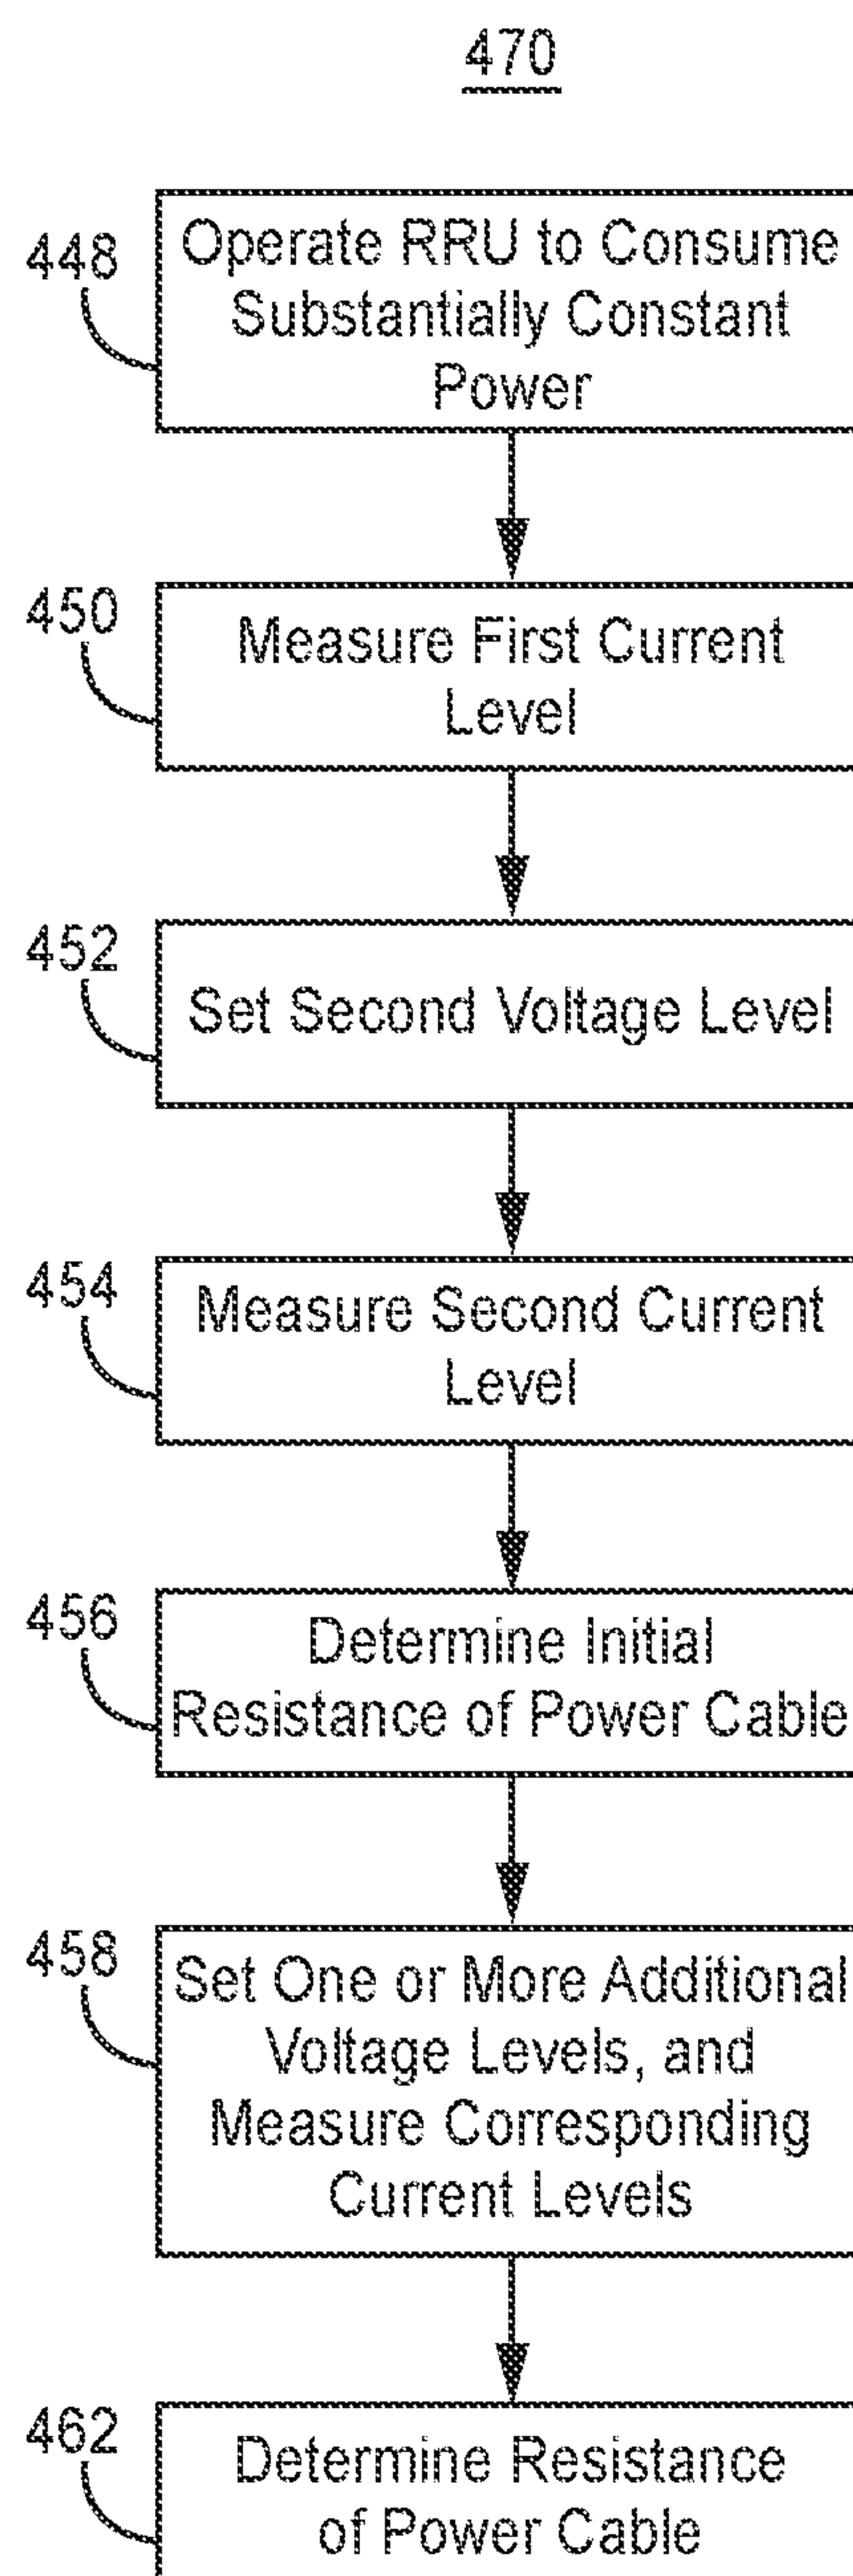 470
448
Operate RRU to Consume
Substantially Constant
Power
450
Measure First Current
Level
452
Set Second Voltage Level
454
Measure Second Current
Level
456
Determine Initial
Resistance of Power Cable
458
Set One or More Additional
Voltage Levels, and
Measure Corresponding
Current Levels
462
Determine Resistance
of Power Cable